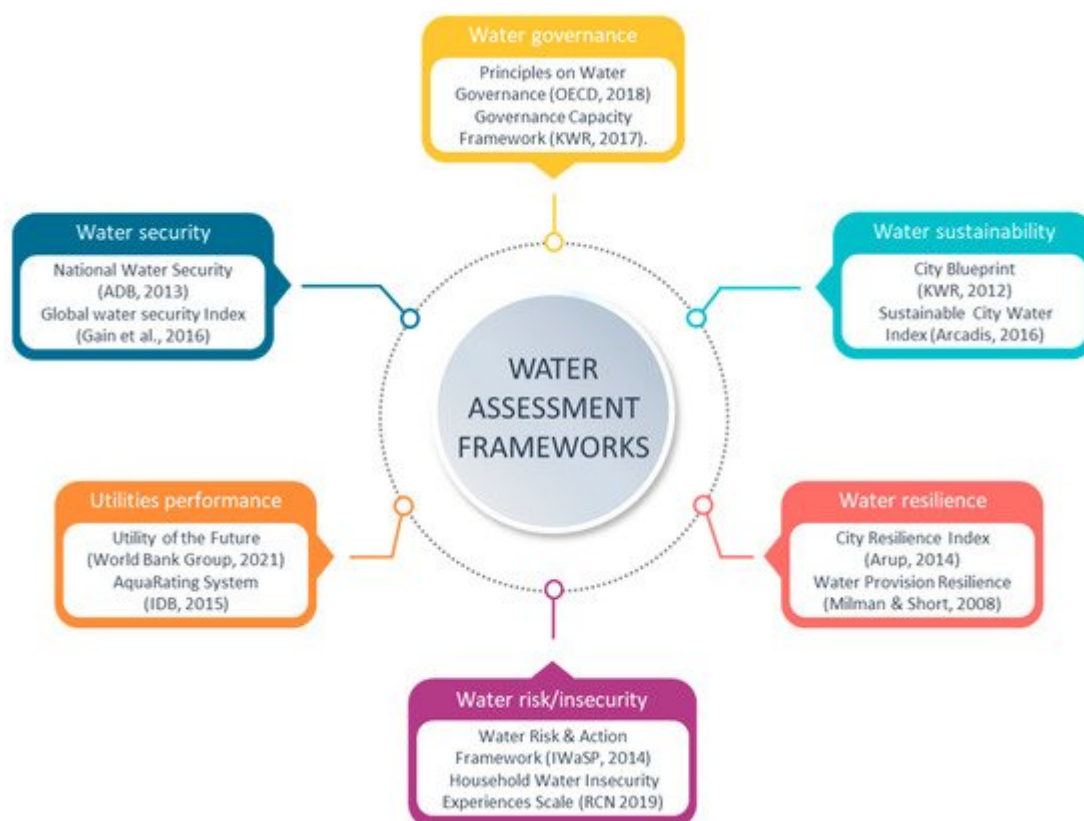 Water governance
Principles on Water
Governance (OECD, 2018)
Governance Capacity
Framework (KWR, 2017).
Water security
National Water Security
(ADB, 2013)
Global water security Index
(Gain et al., 2016)
Water sustainability
City Blueprint
(KWR, 2012)
Sustainable City Water
Index (Arcadis, 2016)
WATER
ASSESSMENT
FRAMEWORKS
Utilities performance
Utility of the Future
(World Bank Group, 2021)
AquaRating System
(IDB, 2015)
Water resilience
City Resilience Index
(Arup, 2014)
Water Provision Resilience
(Milman & Short, 2008)
Water risk/insecurity
Water Risk & Action
Framework (IWaSP, 2014)
Household Water Insecurity
Experiences Scale (RCN 2019)